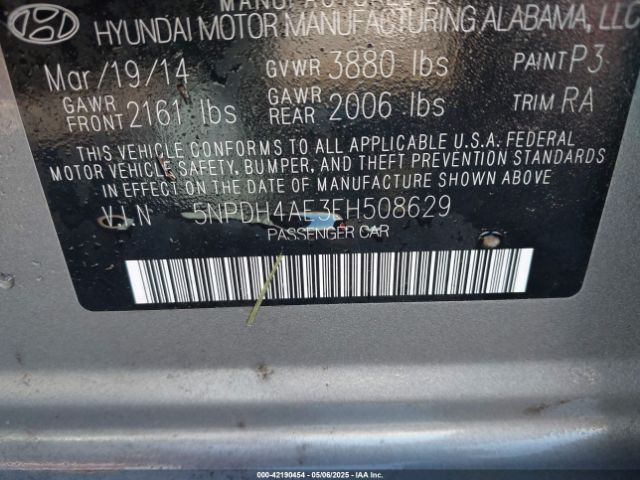 MANUFACTURED B
HYUNDAI MOTOR MANUFACTURING ALABAMA, LLC
Mar/19/14 GVWR 3880 lbs PAINT P3
GAWR FRONT 2161 lbs GAWR REAR 2006 lbs TRIM RA
THIS VEHICLE CONFORMS TO ALL APPLICABLE U.S.A. FEDERAL
MOTOR VEHICLE SAFETY, BUMPER, AND THEFT PREVENTION STANDARDS
IN EFFECT ON THE DATE OF MANUFACTURE SHOWN ABOVE
VIN 5NPDH4AE3FH508629
PASSENGER CAR
000-42190454 - 05/06/2025 - IAA Inc. - Copyright